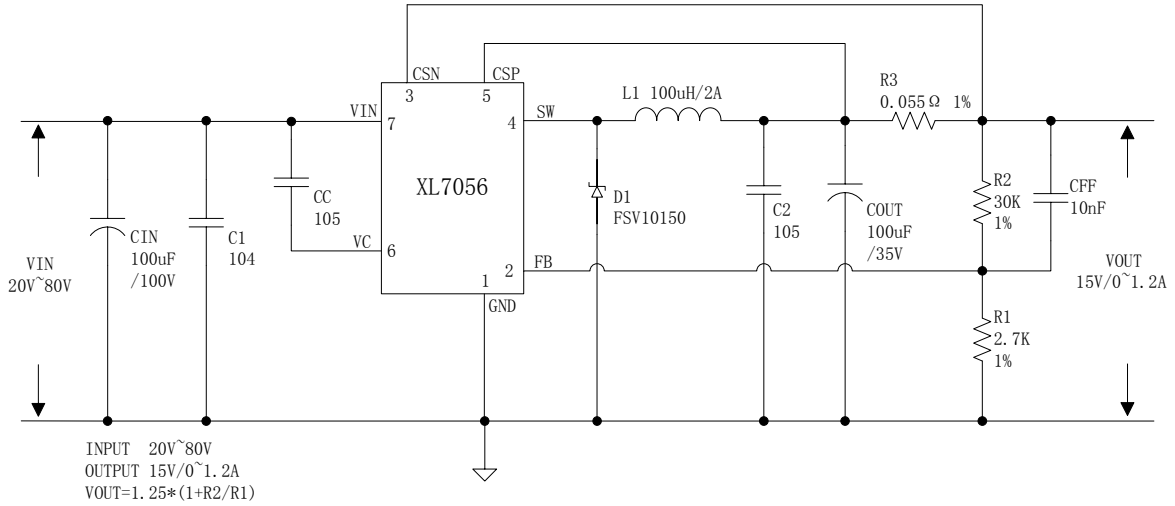 CSN
CSP
3
5
VIN
7
4
SW
L1 100uH/2A
R3
0.055Ω 1%
XL7056
CC
105
VC
6
CIN
100uF
/100V
C1
104
VIN
20V~80V
D1
FSV10150
C2
105
COUT
100uF
/35V
R2
30K
1%
CFF
10nF
2
FB
1
GND
VOUT
15V/0~1.2A
R1
2.7K
1%
INPUT 20V~80V
OUTPUT 15V/0~1.2A
VOUT=1.25*(1+R2/R1)